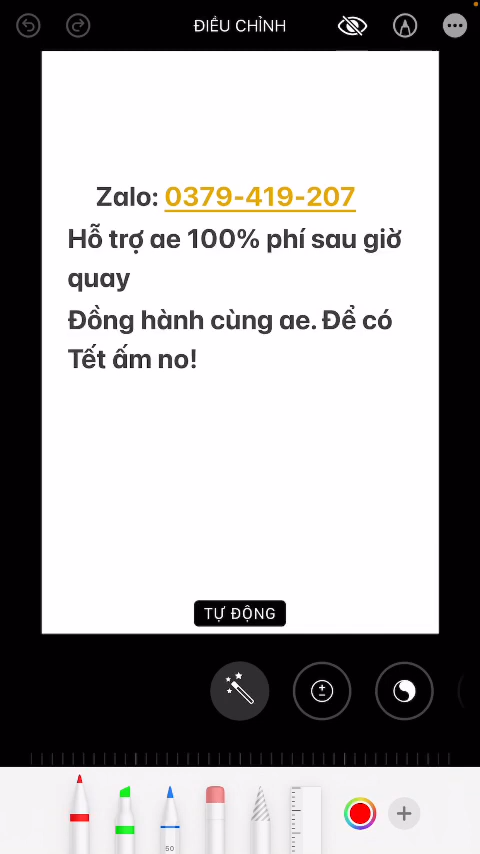 ĐIỀU CHỈNH
Zalo: 0379-419-207
Hỗ trợ ae 100% phí sau giờ
quay
Đồng hành cùng ae. Để có
Tết ấm no!
TỰ ĐỘNG
50